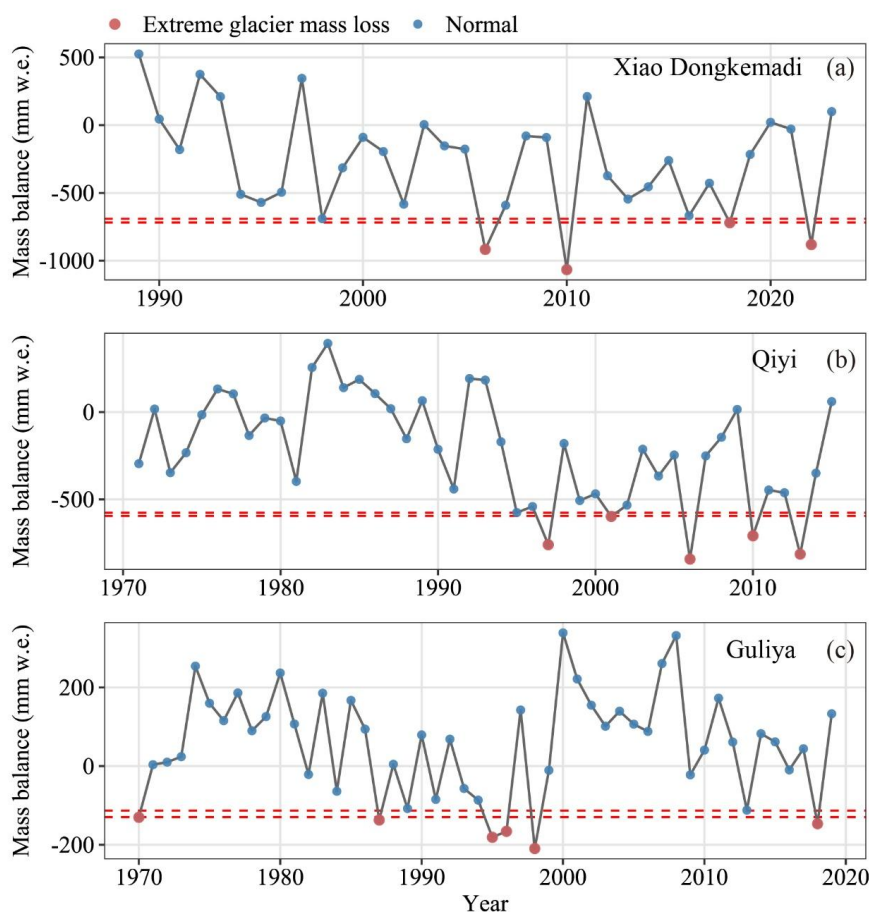 Extreme glacier mass loss Normal
Xiao Dongkemadi (a)
Mass balance (mm w.e.)
500
0
-500
-1000
1990 2000 2010 2020
Qiyi (b)
Mass balance (mm w.e.)
0
-500
1970 1980 1990 2000 2010
Guliya (c)
Mass balance (mm w.e.)
200
0
-200
1970 1980 1990 2000 2010 2020
Year